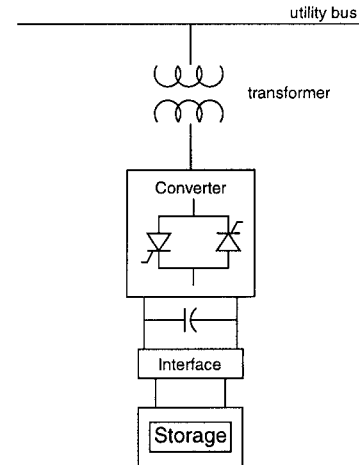 utility bus
transformer
Converter
Interface
Storage